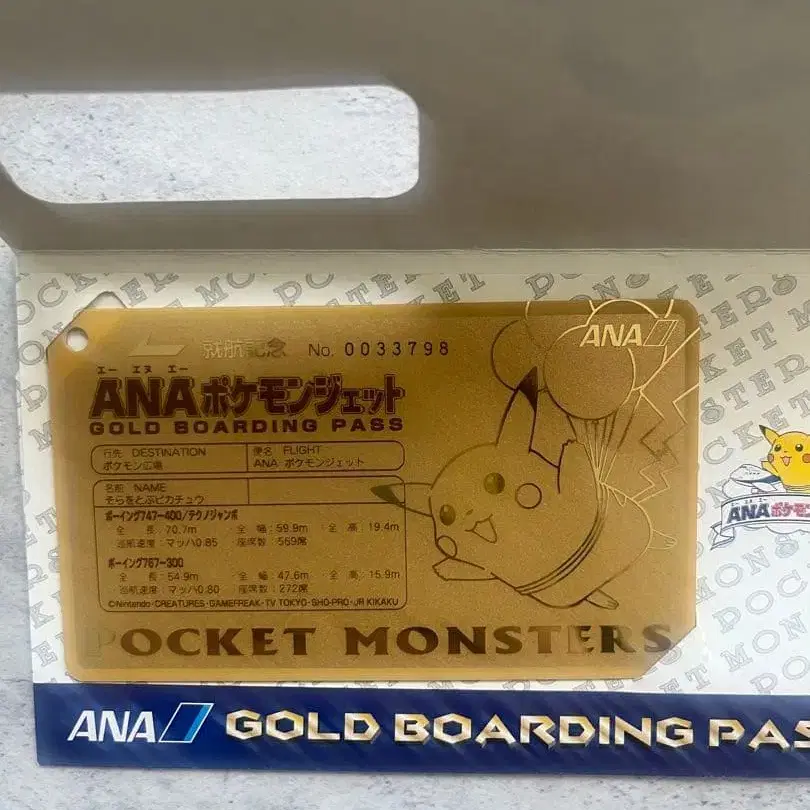 就航記念 No. 0033798
ANA
エー エヌ エー
ANAポケモンジェット
GOLD BOARDING PASS
行先 DESTINATION
ポケモン広場
便名 FLIGHT
ANA ポケモンジェット
名前 NAME
そらをとぶピカチュウ
ボーイング747-400/テクノジャンボ
全 長:70.7m 全 幅:59.9m 全 高:19.4m
巡航速度:マッハ0.85 座席数:569席
ボーイング767-300
全 長:54.9m 全 幅:47.6m 全 高:15.9m
巡航速度:マッハ0.80 座席数:272席
©Nintendo・CREATURES・GAMEFREAK・TV TOKYO・SHO-PRO・JR KIKAKU
POCKET MONSTERS
ANAポケモン
ANA GOLD BOARDING PAS